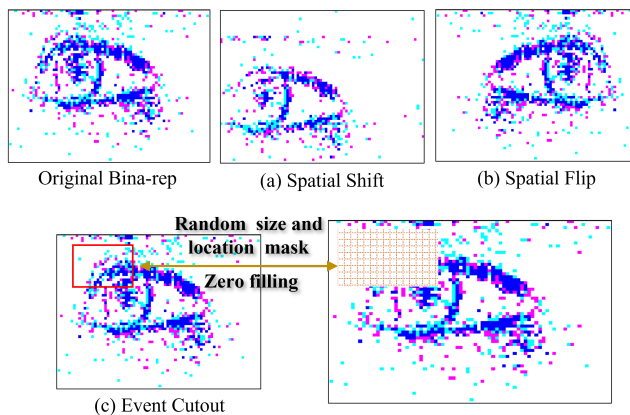 Original Bina-rep
(a) Spatial Shift
(b) Spatial Flip
Random size and
location mask
Zero filling
(c) Event Cutout